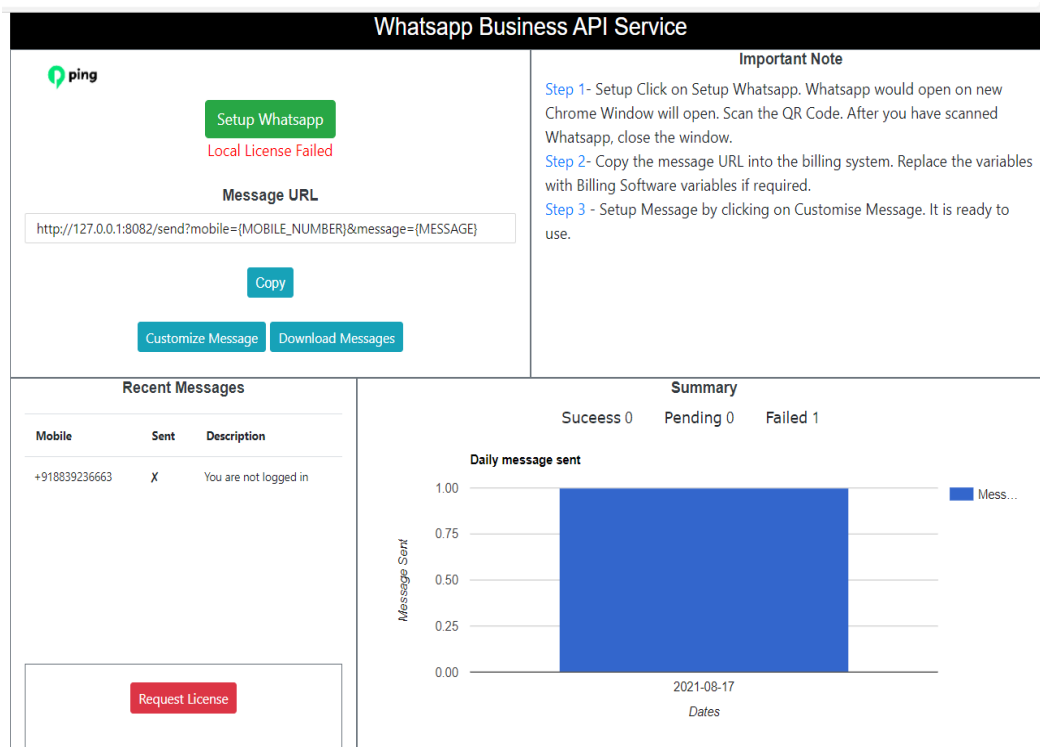 Whatsapp Business API Service
ping
Setup Whatsapp
Local License Failed
Message URL
http://127.0.0.1:8082/send?mobile={MOBILE_NUMBER}&message={MESSAGE}
Copy
Customize Message
Download Messages
Important Note
Step 1- Setup Click on Setup Whatsapp. Whatsapp would open on new
Chrome Window will open. Scan the QR Code. After you have scanned
Whatsapp, close the window.
Step 2- Copy the message URL into the billing system. Replace the variables
with Billing Software variables if required.
Step 3 - Setup Message by clicking on Customise Message. It is ready to
use.
Recent Messages
Mobile Sent Description
+918839236663 ✗ You are not logged in
Request License
Summary
Suceess 0 Pending 0 Failed 1
Daily message sent
Mess...
1.00
0.75
0.50
0.25
0.00
Message Sent
2021-08-17
Dates